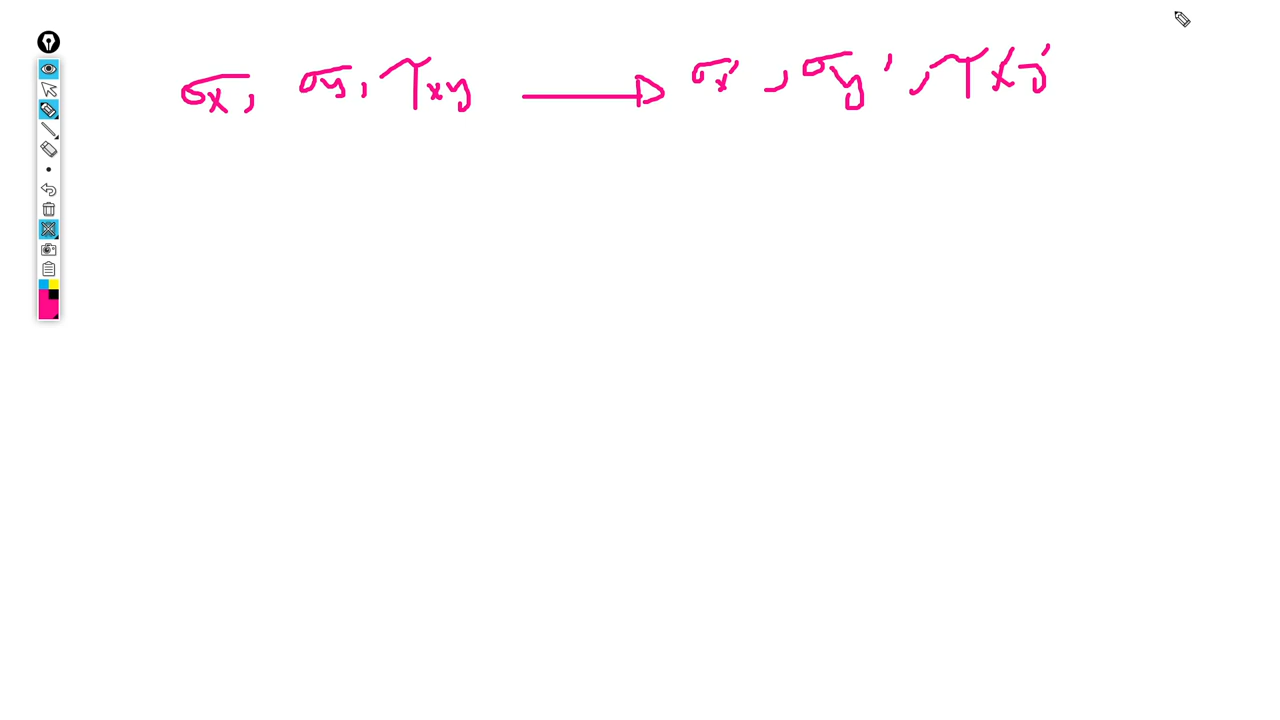 σx, σy, τxy → σx', σy', τx'y'